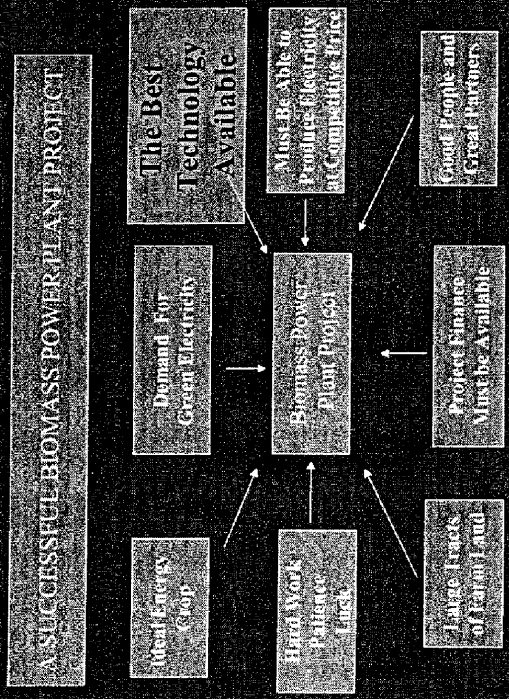 A SUCCESSFUL BIOMASS POWER PLANT PROJECT
Ideal Energy
Crop
Demand For
Green Electricity
The Best
Technology
Available
Hard Work
Patience
Luck
Biomass Power
Plant Project
Must Be Able to
Produce Electricity
at Competitive Price
Large Tracts
of Farm Land
Project Finance
Must be Available
Good People and
Great Partners